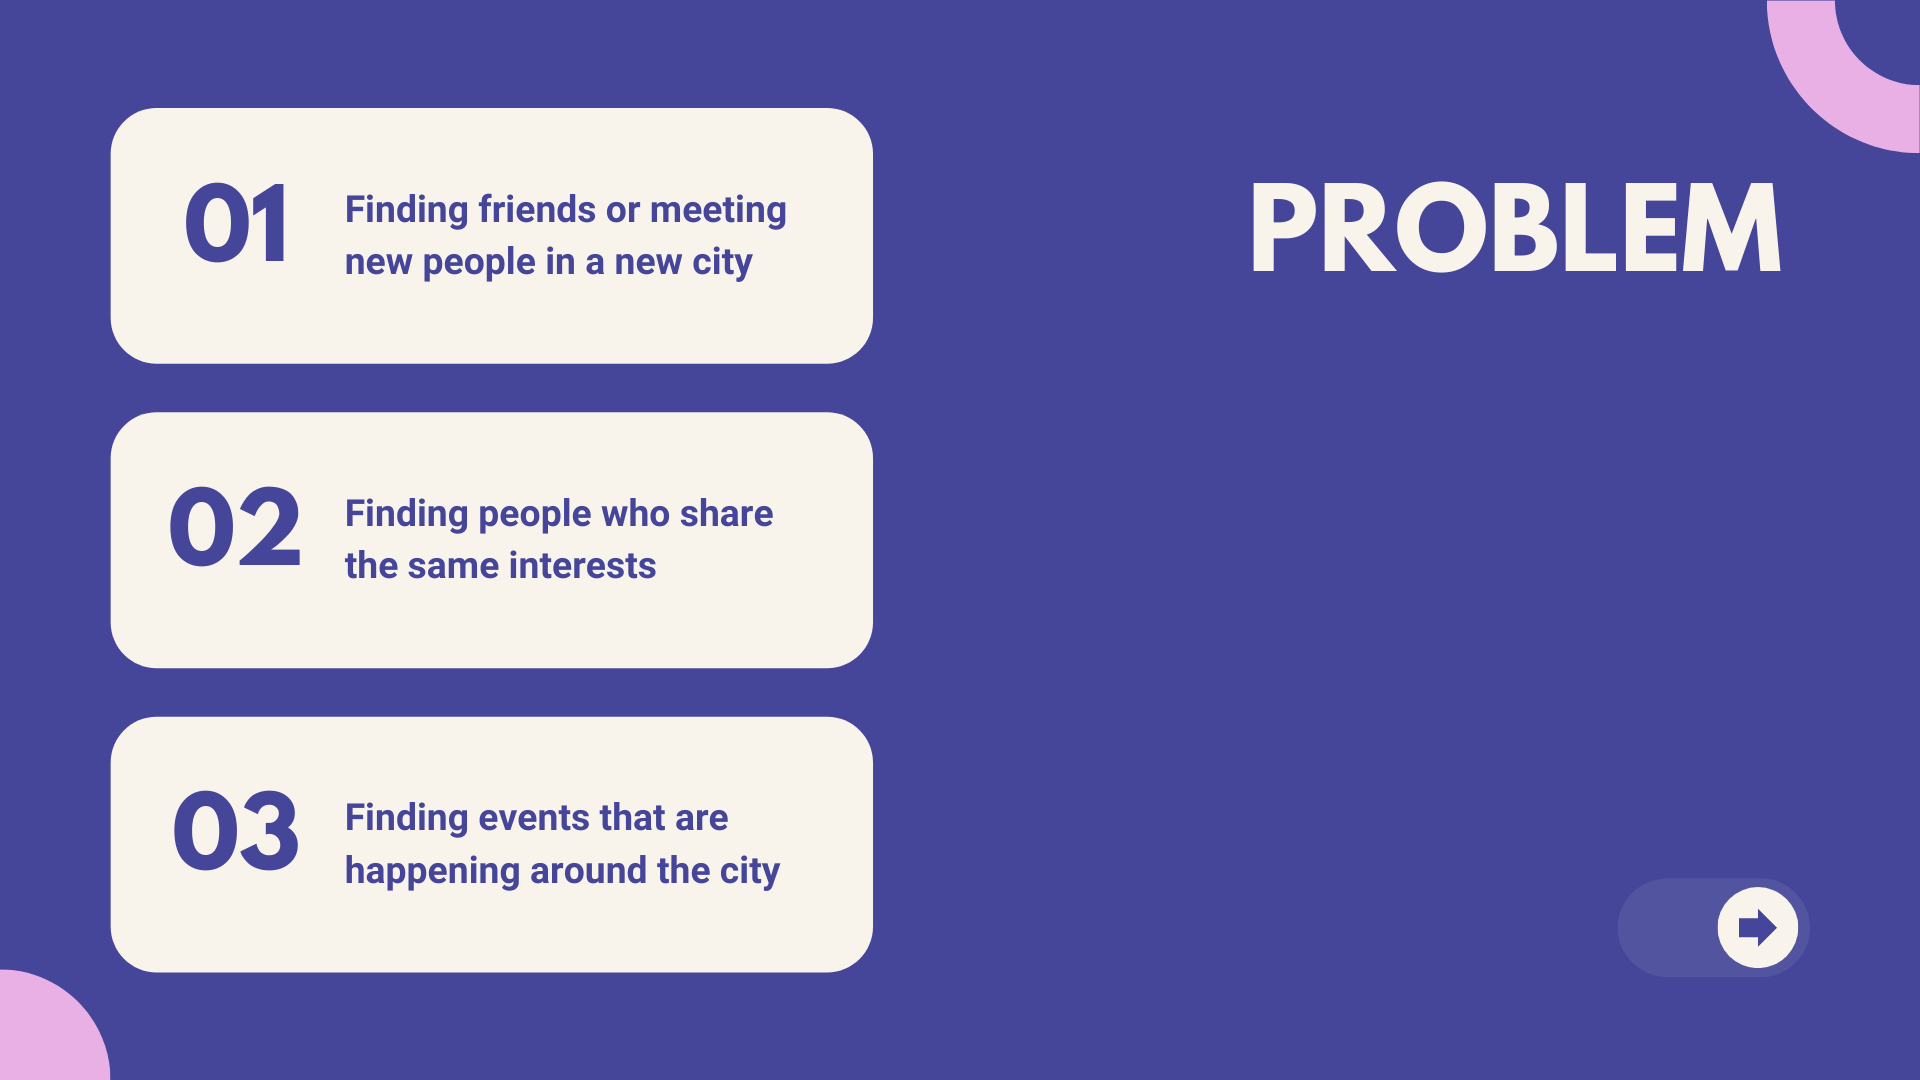 PROBLEM
01
Finding friends or meeting
new people in a new city
02
Finding people who share
the same interests
03
Finding events that are
happening around the city